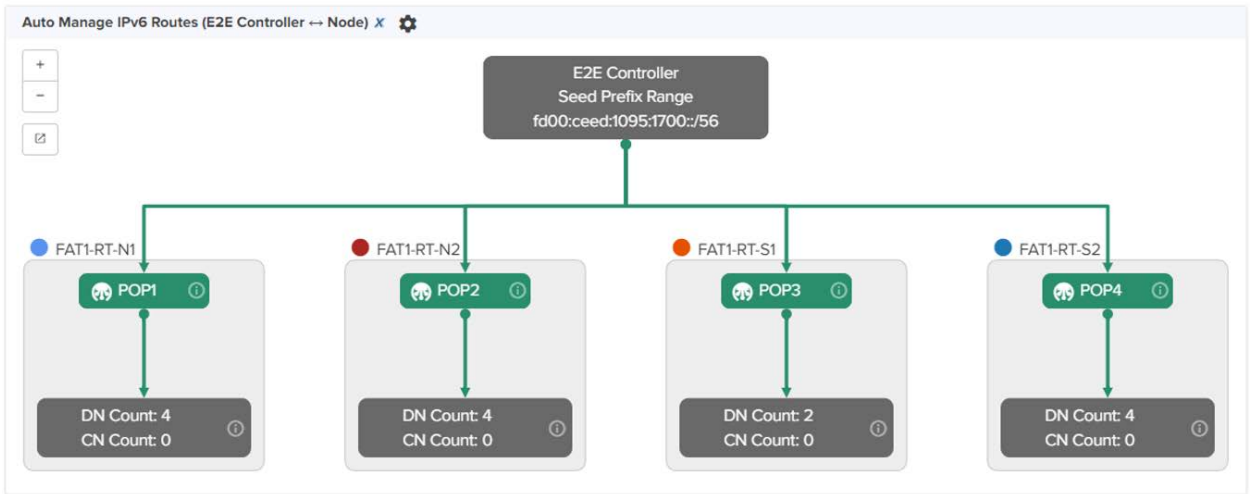 Auto Manage IPv6 Routes (E2E Controller ↔ Node) X
+
−
E2E Controller
Seed Prefix Range
fd00:ceed:1095:1700::/56
FAT1-RT-N1
FAT1-RT-N2
FAT1-RT-S1
FAT1-RT-S2
POP1
POP2
POP3
POP4
DN Count: 4
CN Count: 0
DN Count: 4
CN Count: 0
DN Count: 2
CN Count: 0
DN Count: 4
CN Count: 0